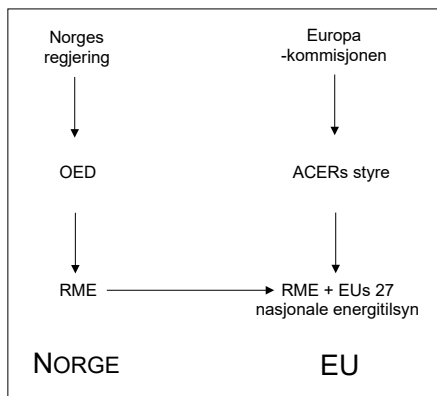 Norges
regjering
Europa
-kommisjonen
OED
ACERs styre
RME
RME + EUs 27
nasjonale energitilsyn
NORGE
EU